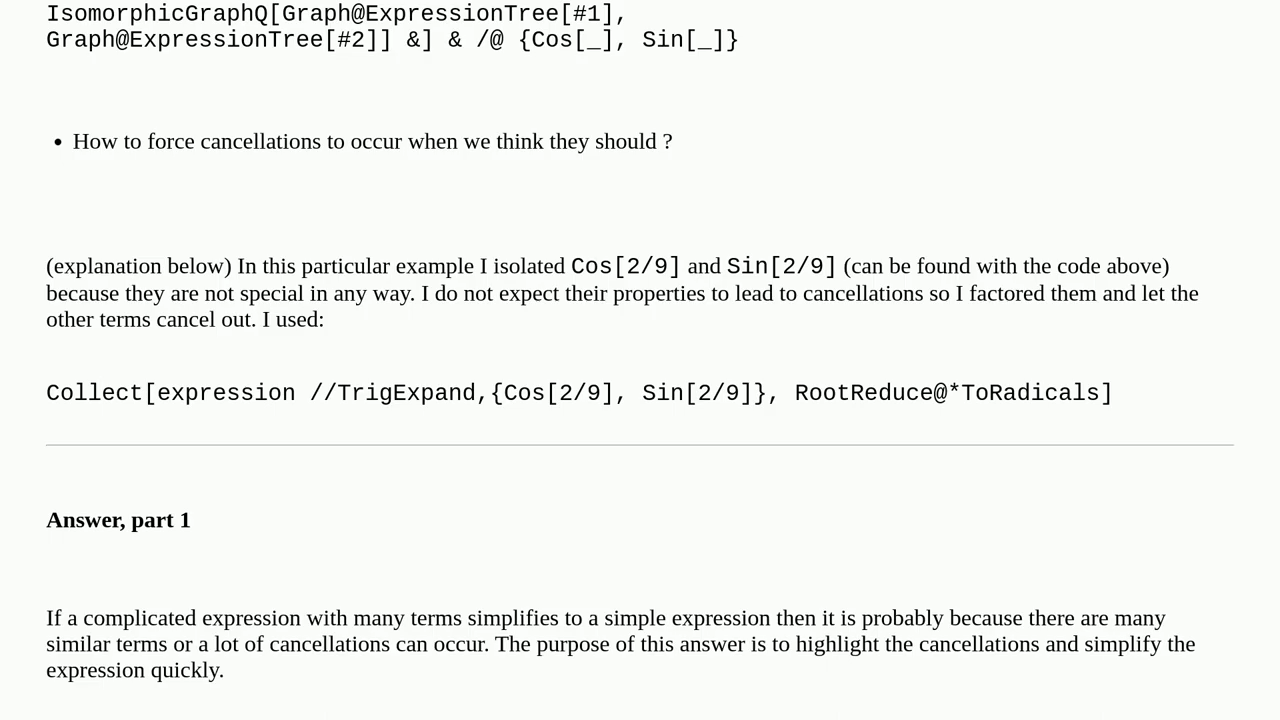 IsomorphicGraphQ[Graph@ExpressionTree[#1],
Graph@ExpressionTree[#2]] &] & /@ {Cos[_], Sin[_]}
• How to force cancellations to occur when we think they should ?
(explanation below) In this particular example I isolated Cos[2/9] and Sin[2/9] (can be found with the code above)
because they are not special in any way. I do not expect their properties to lead to cancellations so I factored them and let the
other terms cancel out. I used:
Collect[expression //TrigExpand,{Cos[2/9], Sin[2/9]}, RootReduce@*ToRadicals]
Answer, part 1
If a complicated expression with many terms simplifies to a simple expression then it is probably because there are many
similar terms or a lot of cancellations can occur. The purpose of this answer is to highlight the cancellations and simplify the
expression quickly.